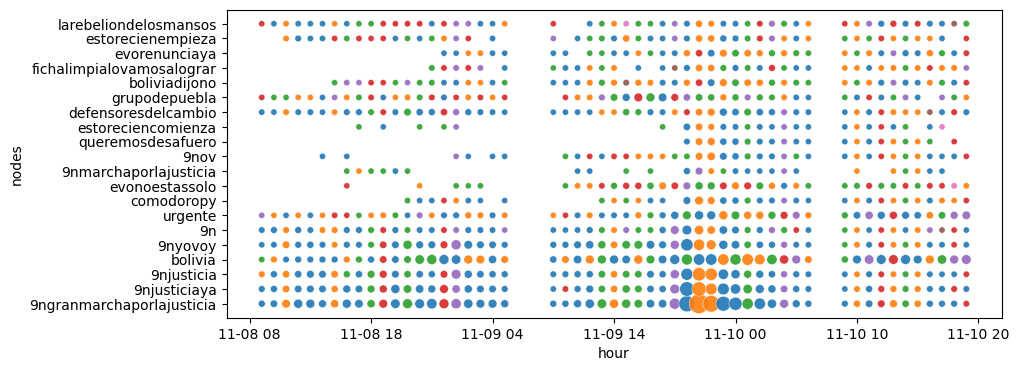 larebeliondelosmansos
estorecienempieza
evorenunciaya
fichalimpialovamosalograr
boliviadijono
grupodepuebla
defensoresdelcambio
estoreciencomienza
queremosdesafuero
9nov
9nmarchaporlajusticia
evonoestassolo
comodoropy
urgente
9n
9nyovoy
bolivia
9njusticia
9njusticiaya
9ngranmarchaporlajusticia
nodes
11-08 08 11-08 18 11-09 04 11-09 14 11-10 00 11-10 10 11-10 20
hour